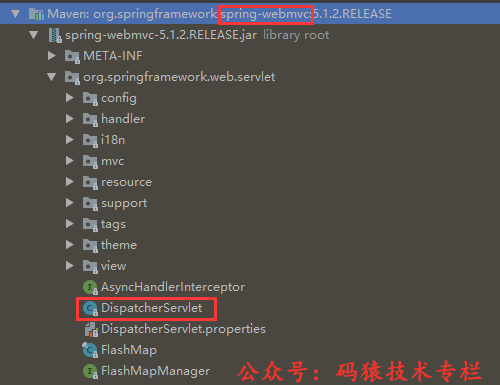 Maven: org.springframework:spring-webmvc:5.1.2.RELEASE
spring-webmvc-5.1.2.RELEASE.jar library root
META-INF
org.springframework.web.servlet
config
handler
i18n
mvc
resource
support
tags
theme
view
AsyncHandlerInterceptor
DispatcherServlet
DispatcherServlet.properties
FlashMap
FlashMapManager
公众号：码猿技术专栏